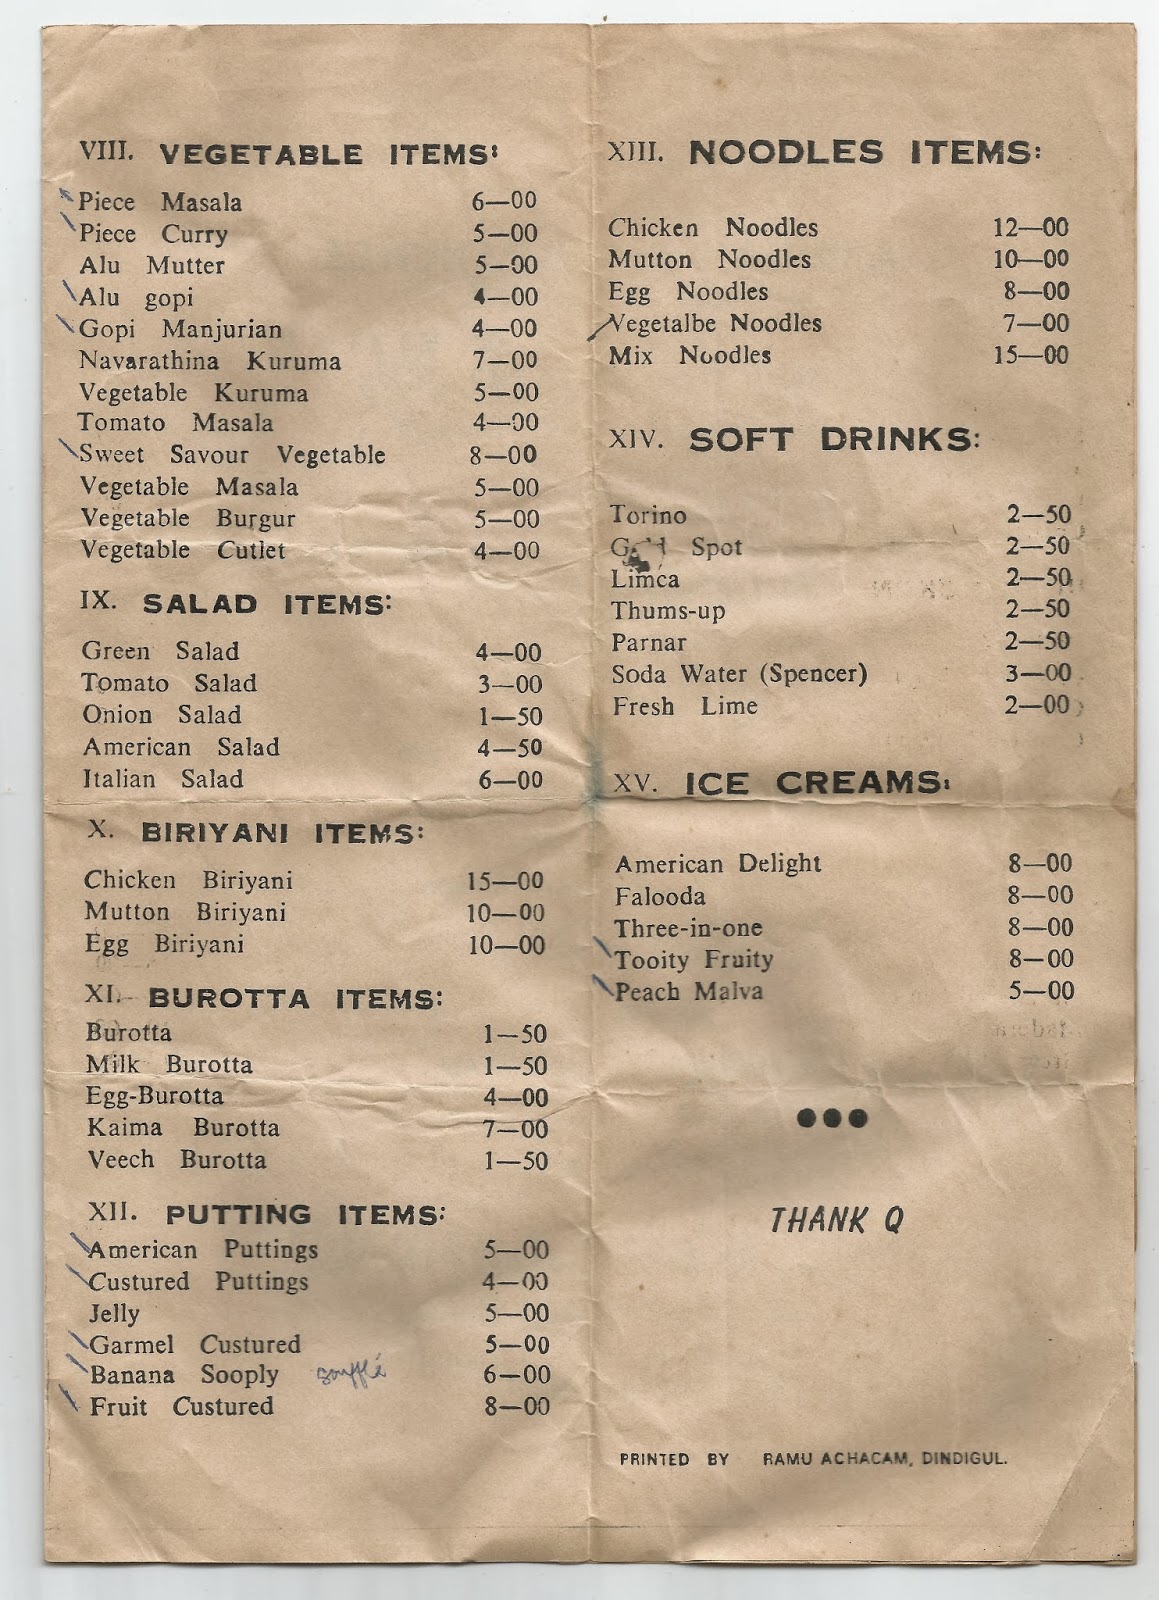 VIII. VEGETABLE ITEMS:
Piece Masala 6—00
Piece Curry 5—00
Alu Mutter 5—00
Alu gopi 4—00
Gopi Manjurian 4—00
Navarathina Kuruma 7—00
Vegetable Kuruma 5—00
Tomato Masala 4—00
Sweet Savour Vegetable 8—00
Vegetable Masala 5—00
Vegetable Burgur 5—00
Vegetable Cutlet 4—00
IX. SALAD ITEMS:
Green Salad 4—00
Tomato Salad 3—00
Onion Salad 1—50
American Salad 4—50
Italian Salad 6—00
X. BIRIYANI ITEMS:
Chicken Biriyani 15—00
Mutton Biriyani 10—00
Egg Biriyani 10—00
XI. BUROTTA ITEMS:
Burotta 1—50
Milk Burotta 1—50
Egg-Burotta 4—00
Kaima Burotta 7—00
Veech Burotta 1—50
XII. PUTTING ITEMS:
American Puttings 5—00
Custured Puttings 4—00
Jelly 5—00
Garmel Custured 5—00
Banana Sooply soufflé 6—00
Fruit Custured 8—00
XIII. NOODLES ITEMS:
Chicken Noodles 12—00
Mutton Noodles 10—00
Egg Noodles 8—00
Vegetalbe Noodles 7—00
Mix Noodles 15—00
XIV. SOFT DRINKS:
Torino 2—50
Gold Spot 2—50
Limca 2—50
Thums-up 2—50
Parnar 2—50
Soda Water (Spencer) 3—00
Fresh Lime 2—00
XV. ICE CREAMS:
American Delight 8—00
Falooda 8—00
Three-in-one 8—00
Tooity Fruity 8—00
Peach Malva 5—00
THANK Q
PRINTED BY RAMU ACHACAM, DINDIGUL.